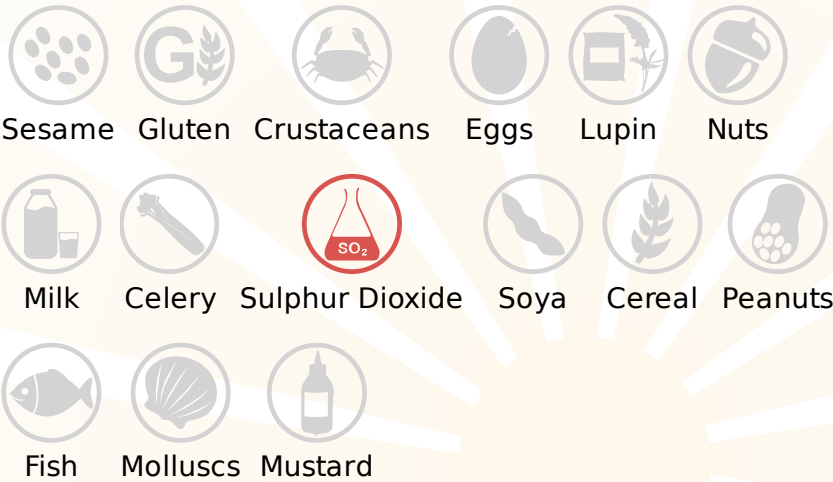 G
Sesame Gluten Crustaceans Eggs Lupin Nuts
SO₂
Milk Celery Sulphur Dioxide Soya Cereal Peanuts
Fish Molluscs Mustard